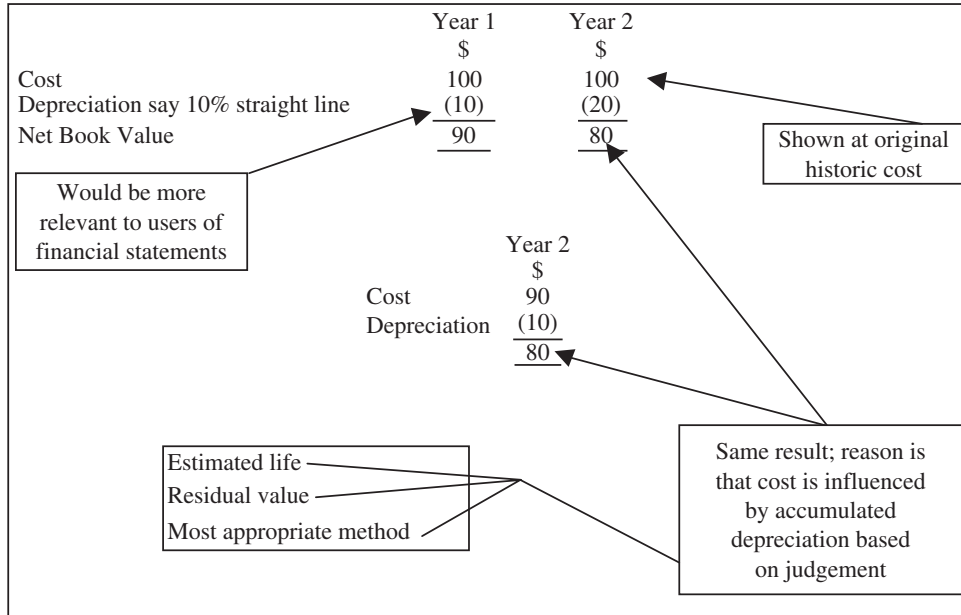 Year 1 Year 2
$ $
Cost 100 100
Depreciation say 10% straight line (10) (20)
Net Book Value 90 80
Shown at original
historic cost
Would be more
relevant to users of
financial statements
Year 2
$
Cost 90
Depreciation (10)
80
Estimated life
Residual value
Most appropriate method
Same result; reason is
that cost is influenced
by accumulated
depreciation based
on judgement